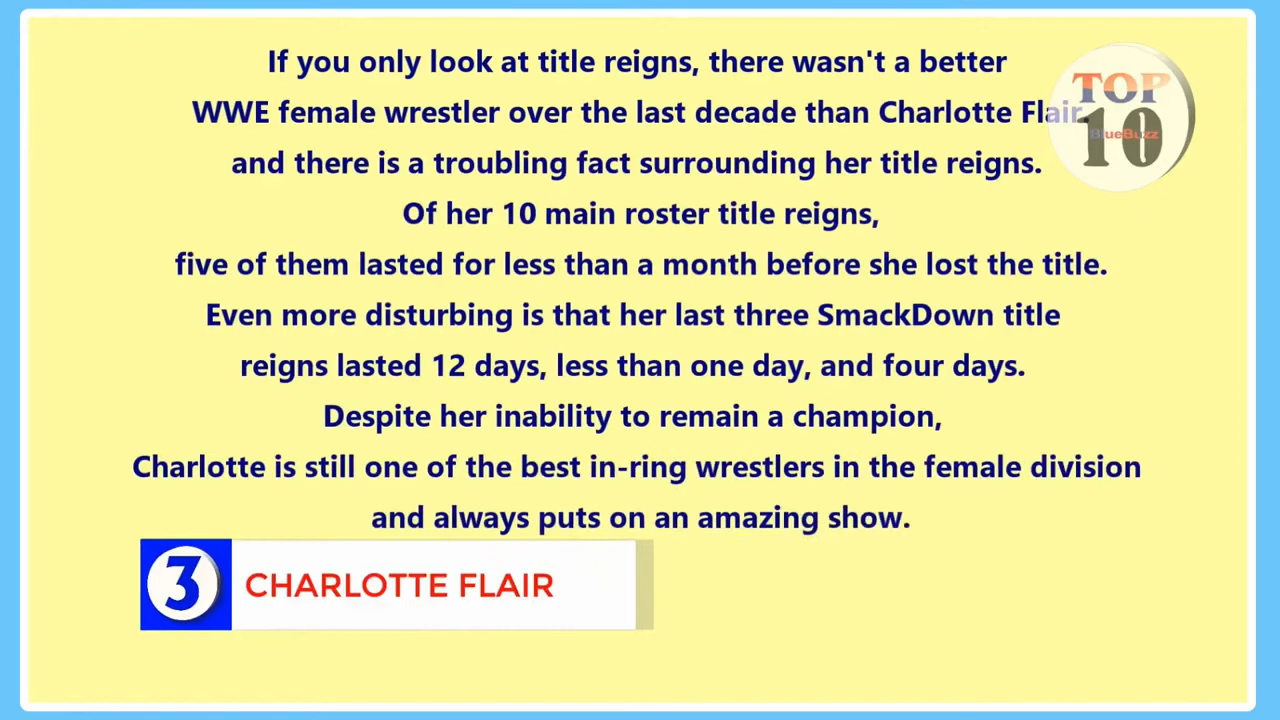 If you only look at title reigns, there wasn't a better
WWE female wrestler over the last decade than Charlotte Flair
and there is a troubling fact surrounding her title reigns.
Of her 10 main roster title reigns,
five of them lasted for less than a month before she lost the title.
Even more disturbing is that her last three SmackDown title
reigns lasted 12 days, less than one day, and four days.
Despite her inability to remain a champion,
Charlotte is still one of the best in-ring wrestlers in the female division
and always puts on an amazing show.
3 CHARLOTTE FLAIR
TOP
10
BlueBuzz